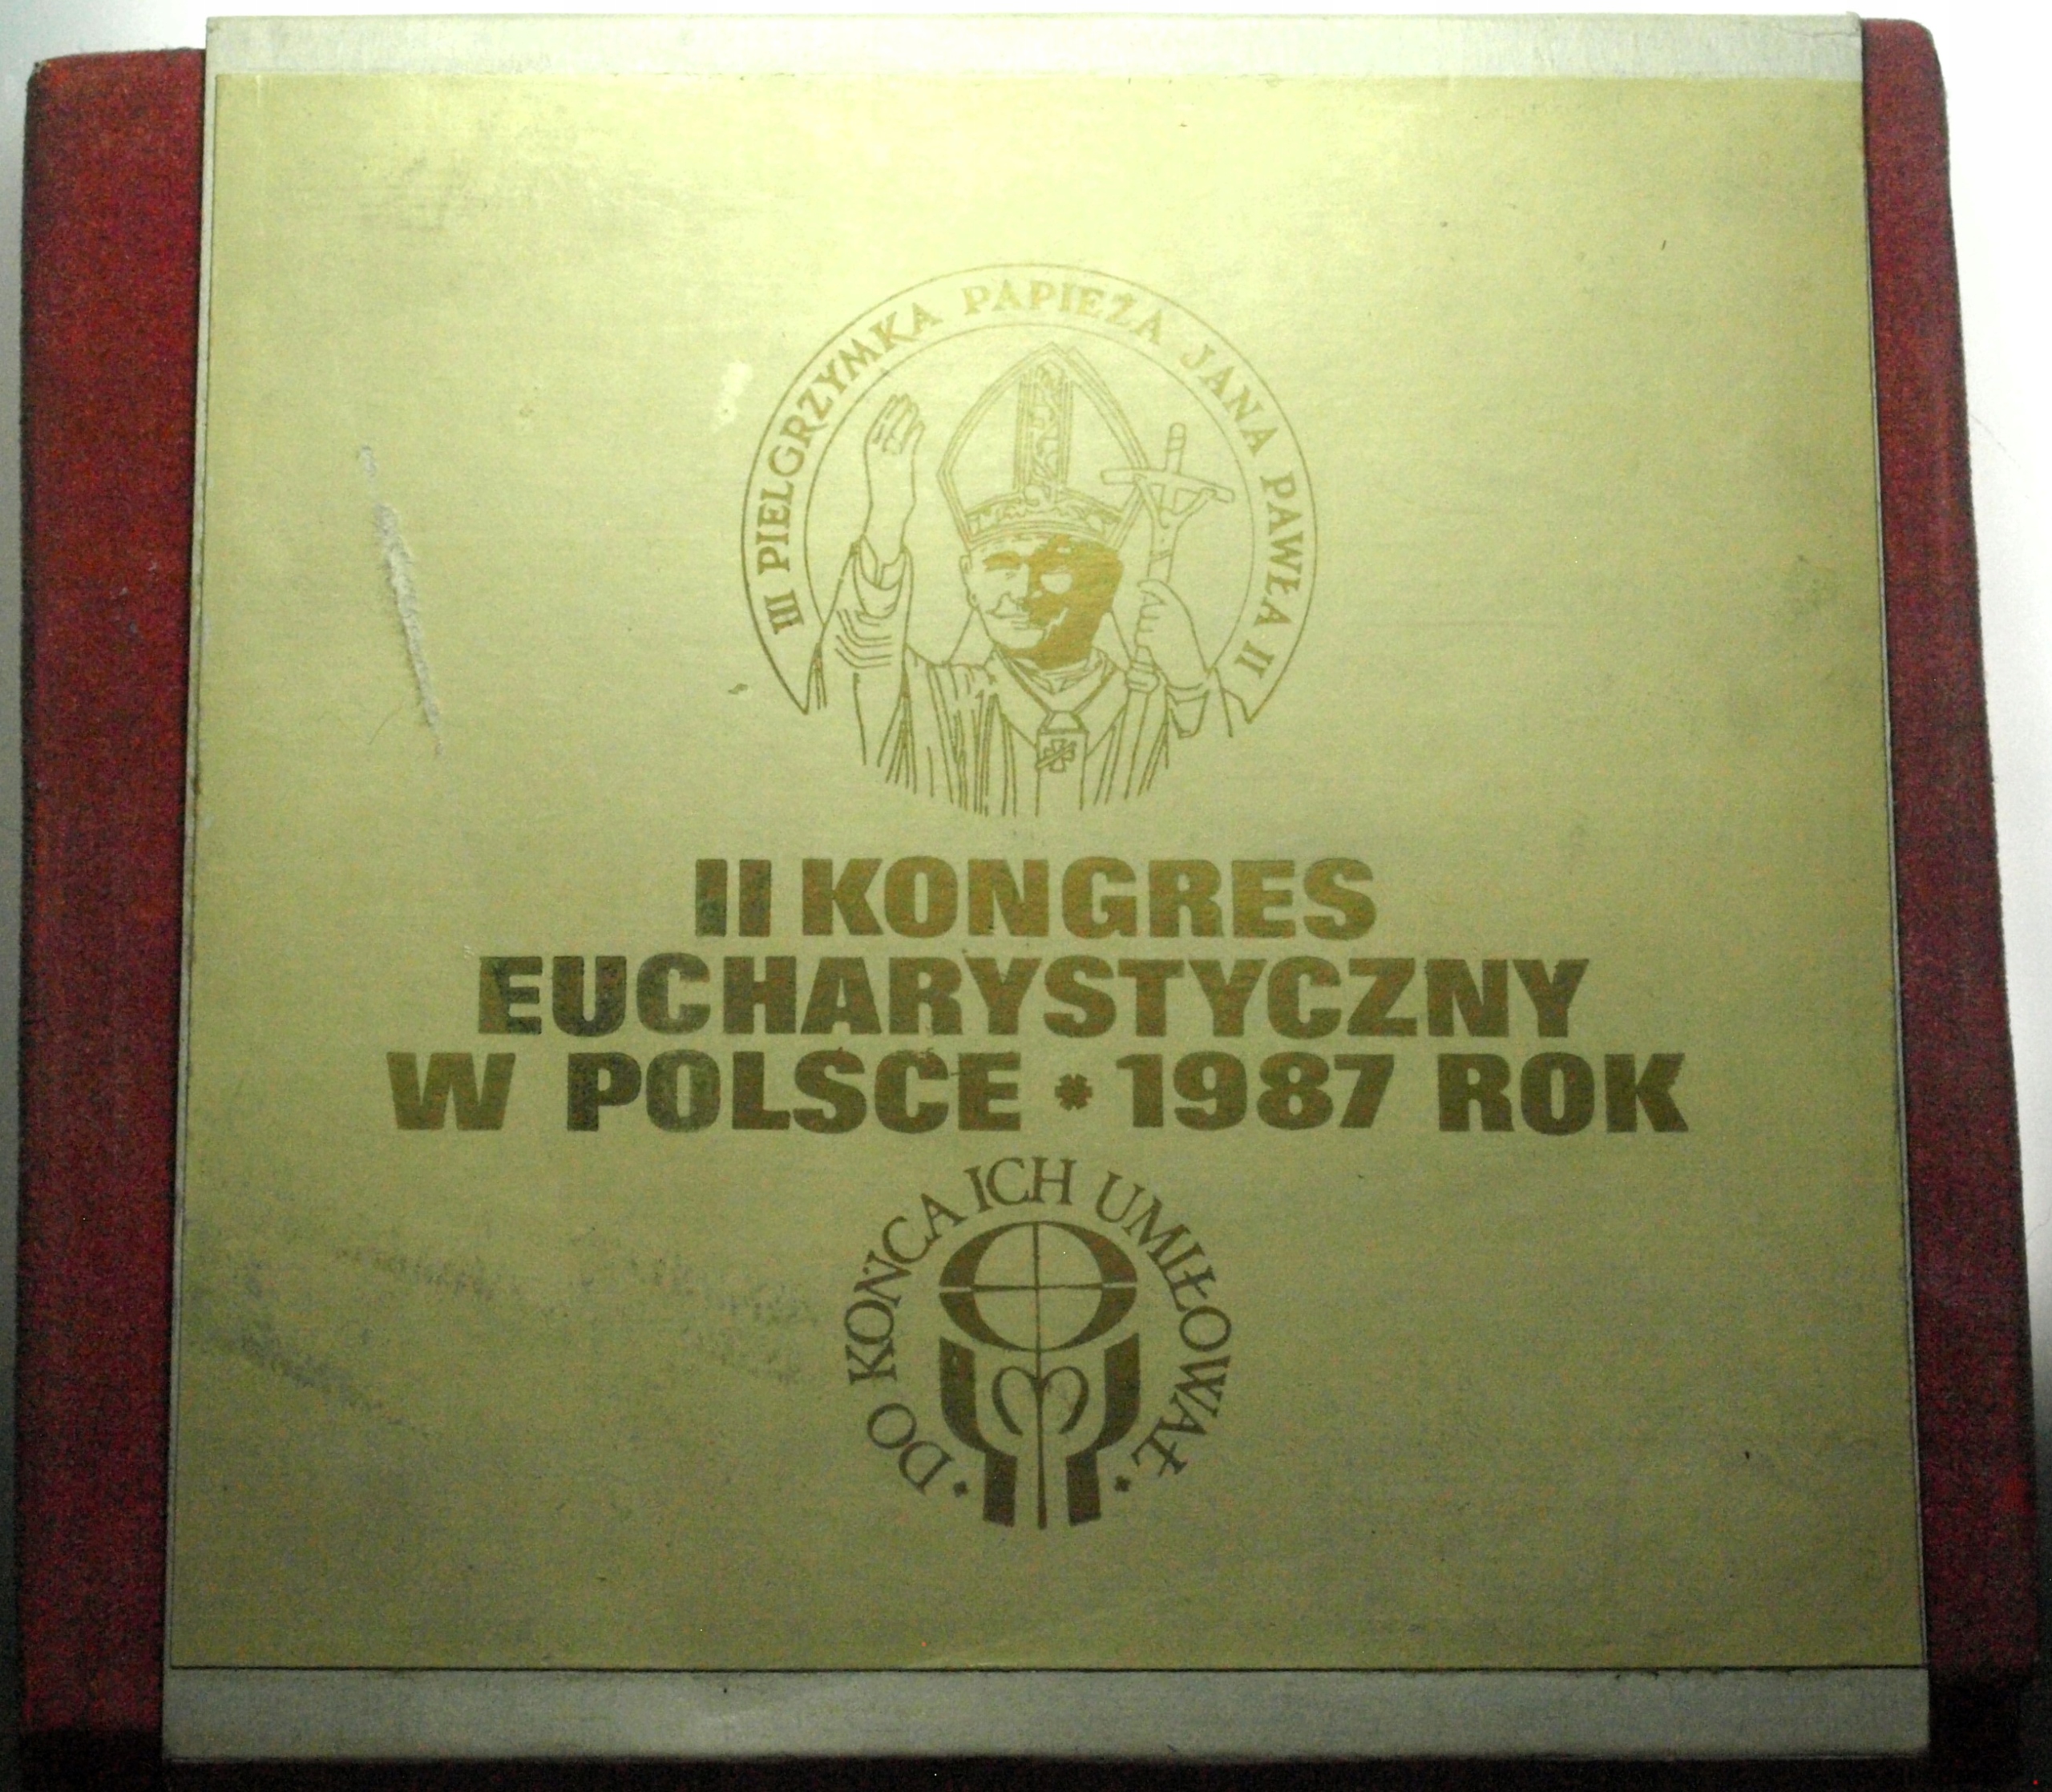 III PIELGRZYMKA PAPIEŻA JANA PAWŁA II
II KONGRES
EUCHARYSTYCZNY
W POLSCE • 1987 ROK
• DO KOŃCA ICH UMIŁOWAŁ •